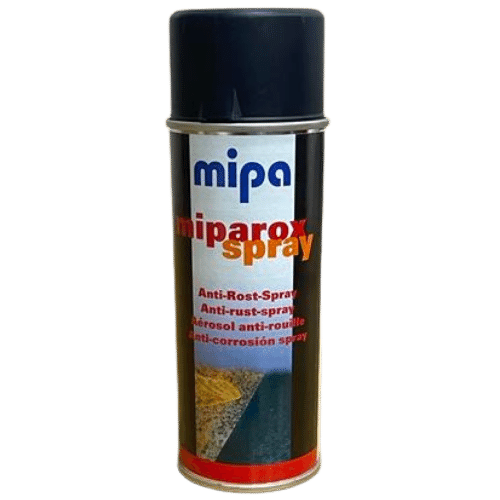 mipa
miparox
spray
Anti-Rost-Spray
Anti-rust-spray
Aérosol anti-rouille
Anti-corrosión spray